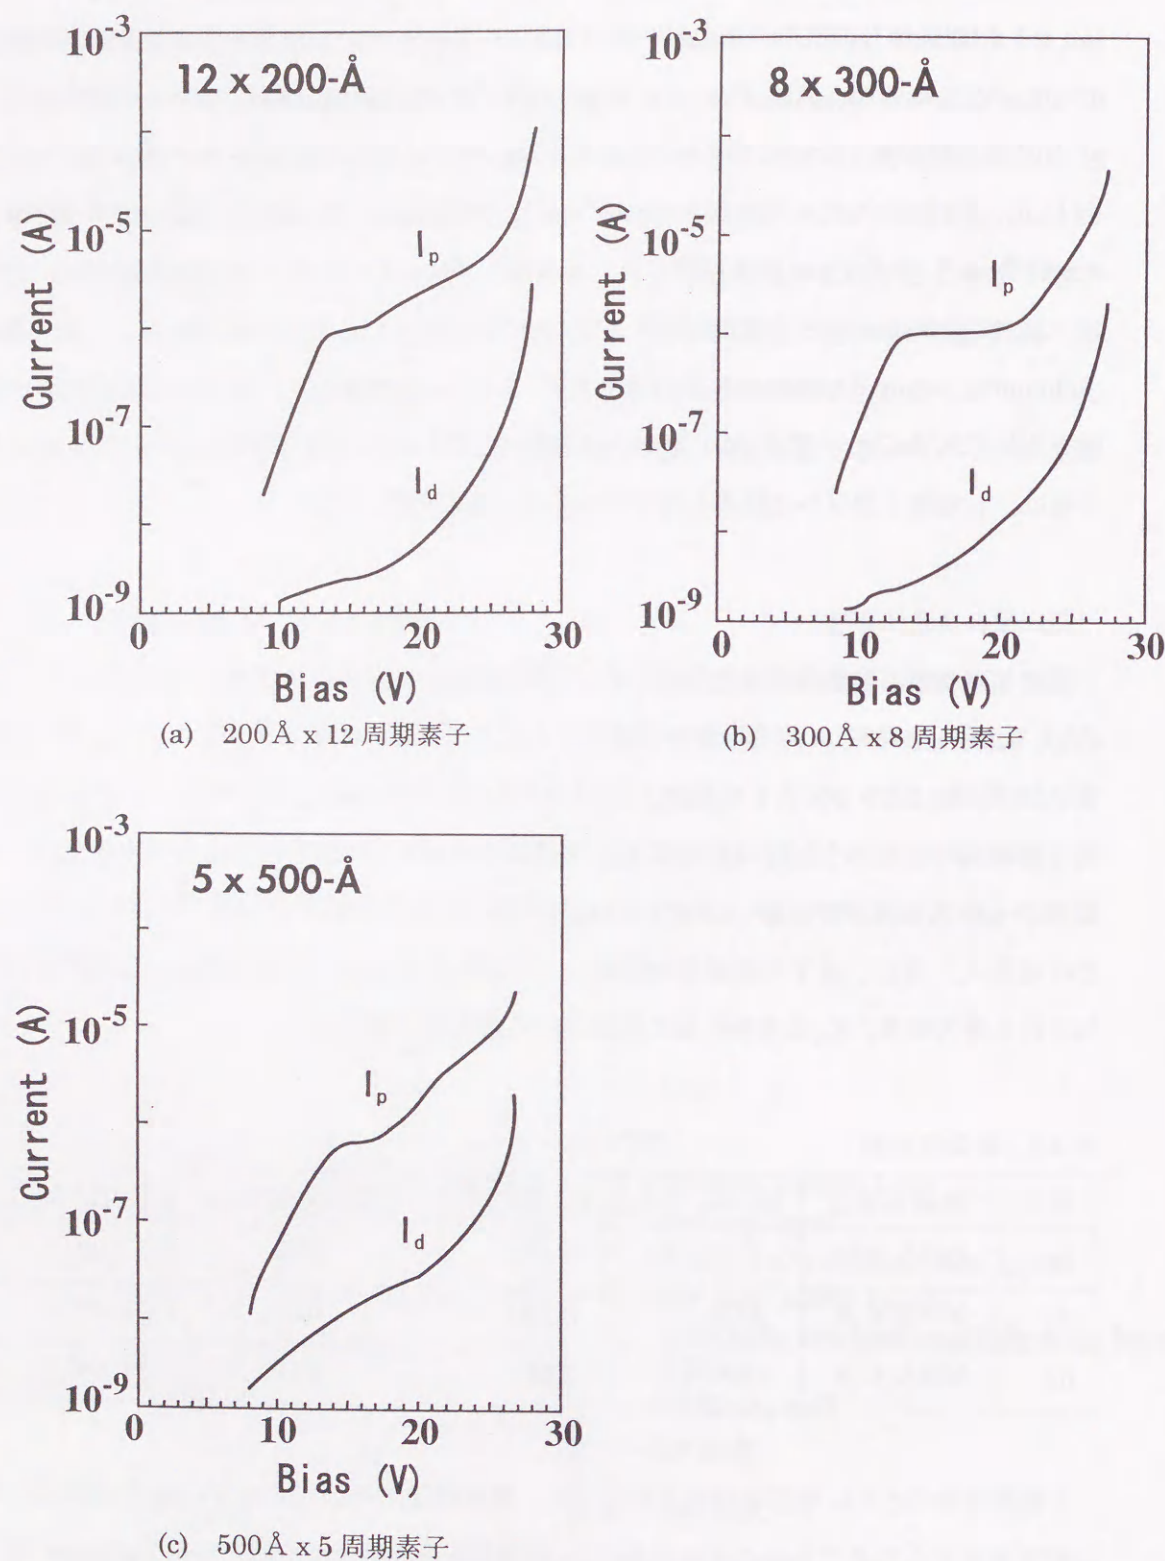 12 x 200-Å
10⁻³
10⁻⁵
10⁻⁷
10⁻⁹
Current (A)
Iₚ
I_d
0 10 20 30
Bias (V)
(a) 200Å x 12 周期素子
8 x 300-Å
10⁻³
10⁻⁵
10⁻⁷
10⁻⁹
Current (A)
Iₚ
I_d
0 10 20 30
Bias (V)
(b) 300Å x 8 周期素子
5 x 500-Å
10⁻³
10⁻⁵
10⁻⁷
10⁻⁹
Current (A)
Iₚ
I_d
0 10 20 30
Bias (V)
(c) 500Å x 5 周期素子